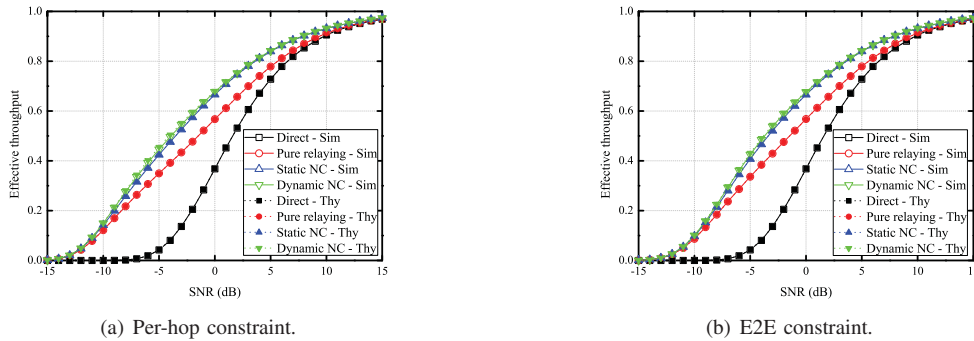 1.0
0.8
0.6
0.4
0.2
0.0
Effective throughput
-15 -10 -5 0 5 10 15
SNR (dB)
Direct - Sim
Pure relaying - Sim
Static NC - Sim
Dynamic NC - Sim
Direct - Thy
Pure relaying - Thy
Static NC - Thy
Dynamic NC - Thy
(a) Per-hop constraint.
1.0
0.8
0.6
0.4
0.2
0.0
Effective throughput
-15 -10 -5 0 5 10 15
SNR (dB)
Direct - Sim
Pure relaying - Sim
Static NC - Sim
Dynamic NC - Sim
Direct - Thy
Pure relaying - Thy
Static NC - Thy
Dynamic NC - Thy
(b) E2E constraint.